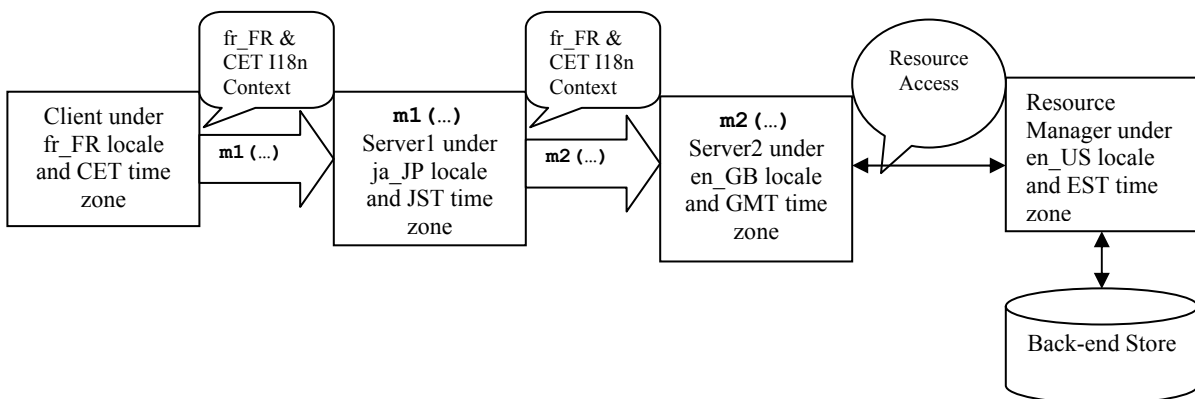 fr_FR &
CET I18n
Context
fr_FR &
CET I18n
Context
Resource
Access
Client under
fr_FR locale
and CET time
zone
m1(…)
m1(…)
Server1 under
ja_JP locale
and JST time
zone
m2(…)
m2(…)
Server2 under
en_GB locale
and GMT time
zone
Resource
Manager under
en_US locale
and EST time
zone
Back-end Store